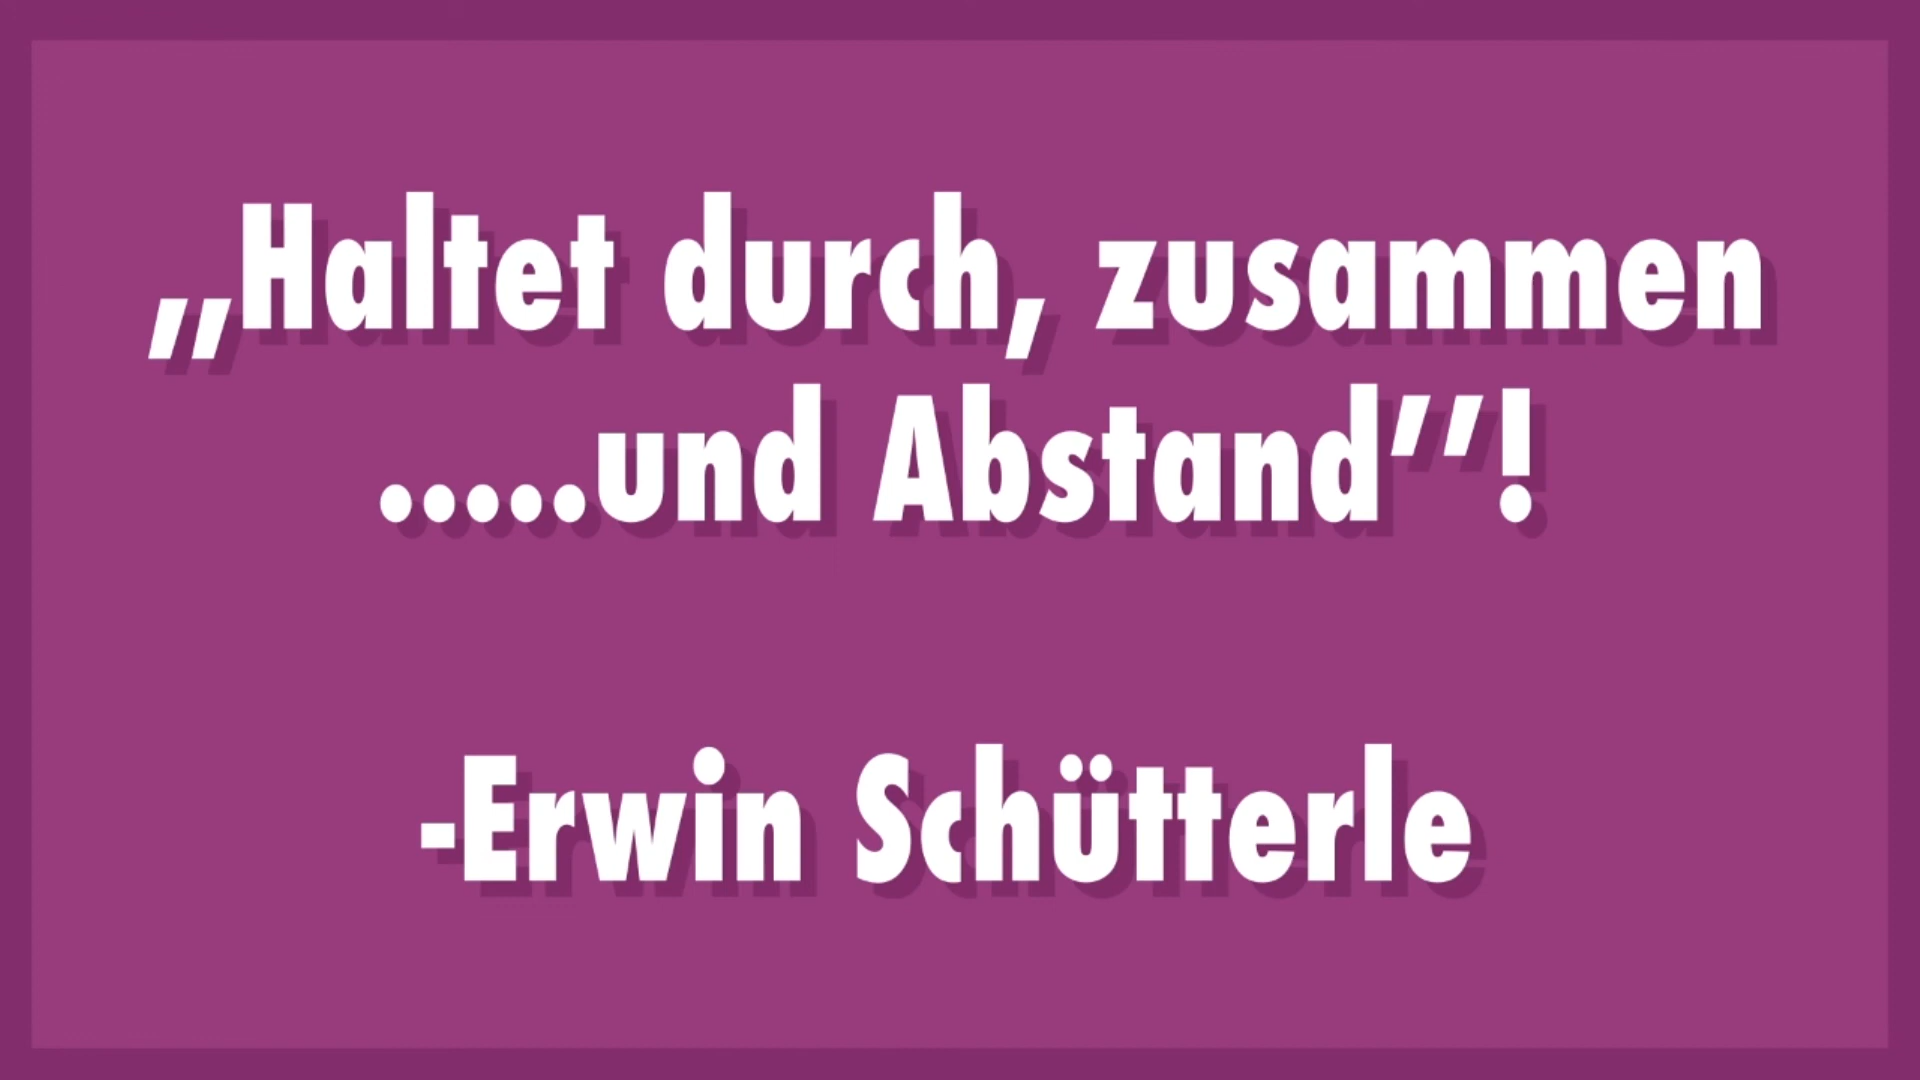 „Haltet durch, zusammen
.....und Abstand”!
-Erwin Schütterle